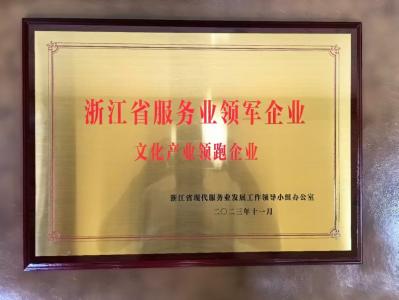 浙江省服务业领军企业
文化产业领跑企业
浙江省现代服务业发展工作领导小组办公室
二〇二三年十一月